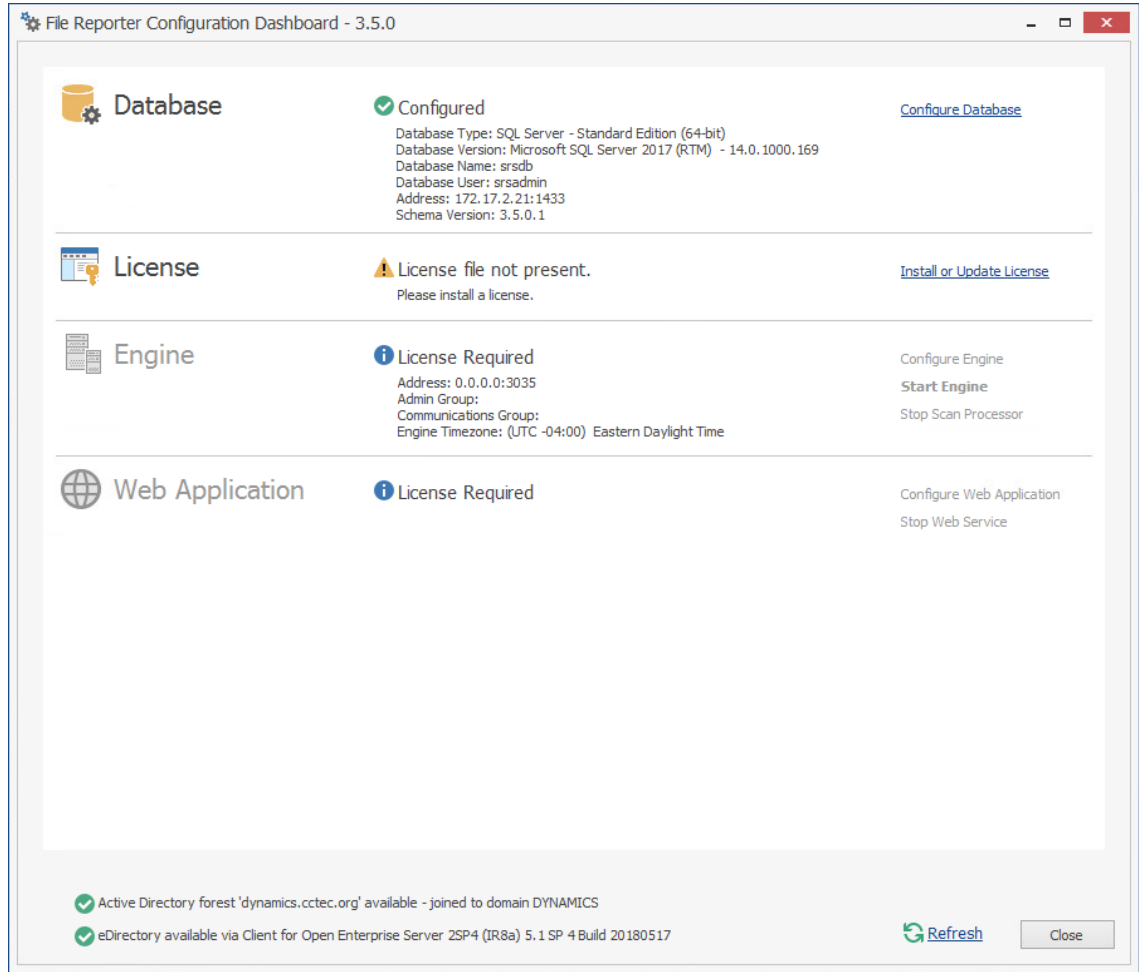 File Reporter Configuration Dashboard - 3.5.0
Database
Configured
Configure Database
Database Type: SQL Server - Standard Edition (64-bit)
Database Version: Microsoft SQL Server 2017 (RTM)  - 14.0.1000.169
Database Name: srsdb
Database User: srsadmin
Address: 172.17.2.21:1433
Schema Version: 3.5.0.1
License
License file not present.
Install or Update License
Please install a license.
Engine
License Required
Configure Engine
Address: 0.0.0.0:3035
Start Engine
Admin Group:
Communications Group:
Stop Scan Processor
Engine Timezone: (UTC -04:00)  Eastern Daylight Time
Web Application
License Required
Configure Web Application
Stop Web Service
Active Directory forest 'dynamics.cctec.org' available - joined to domain DYNAMICS
eDirectory available via Client for Open Enterprise Server 2SP4 (IR8a) 5.1 SP 4 Build 20180517
Refresh
Close